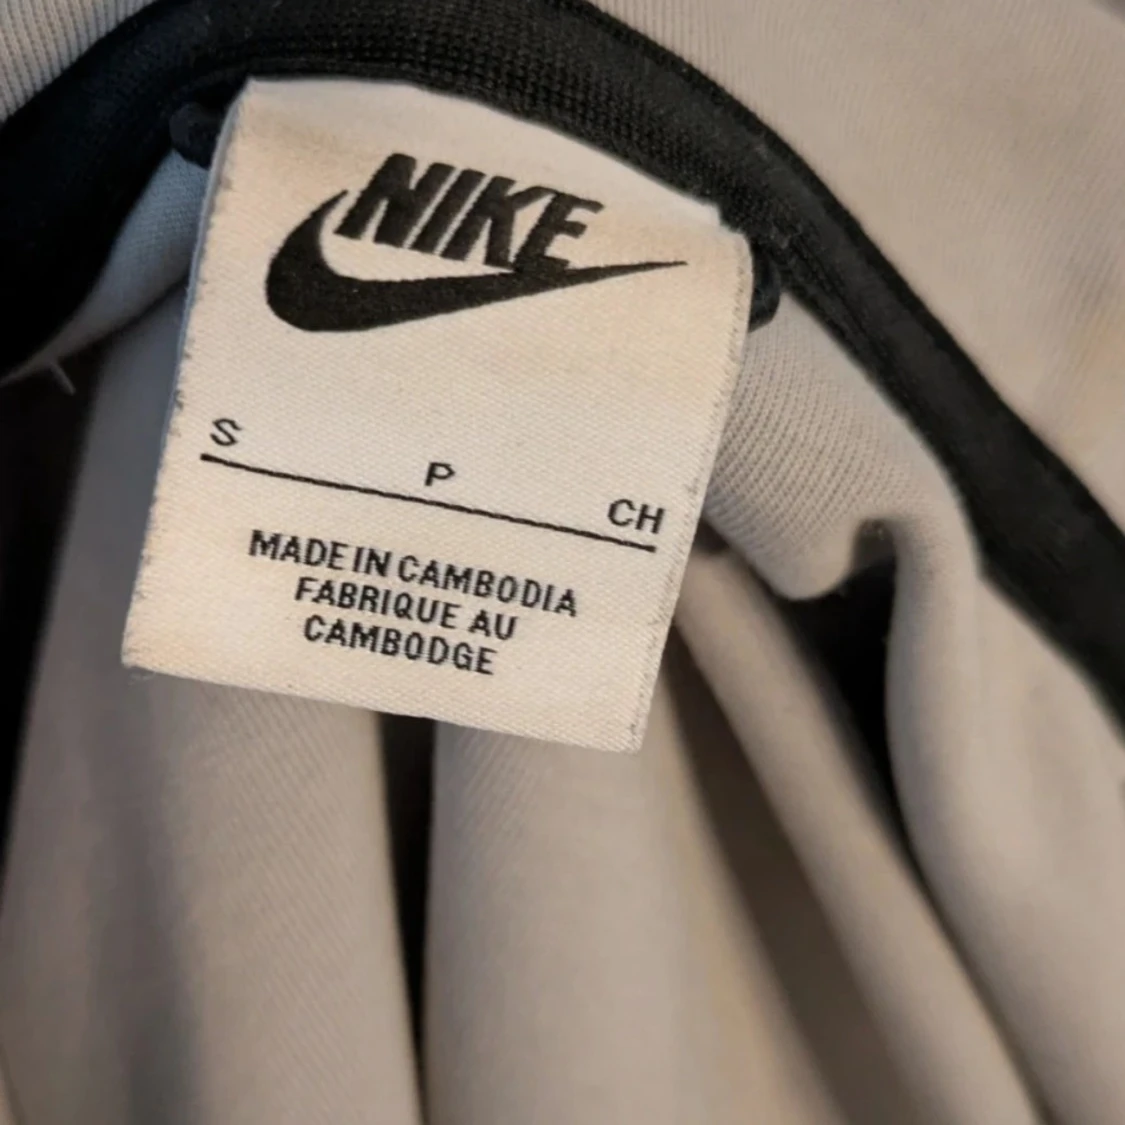 NIKE
S P CH
MADE IN CAMBODIA
FABRIQUE AU
CAMBODGE